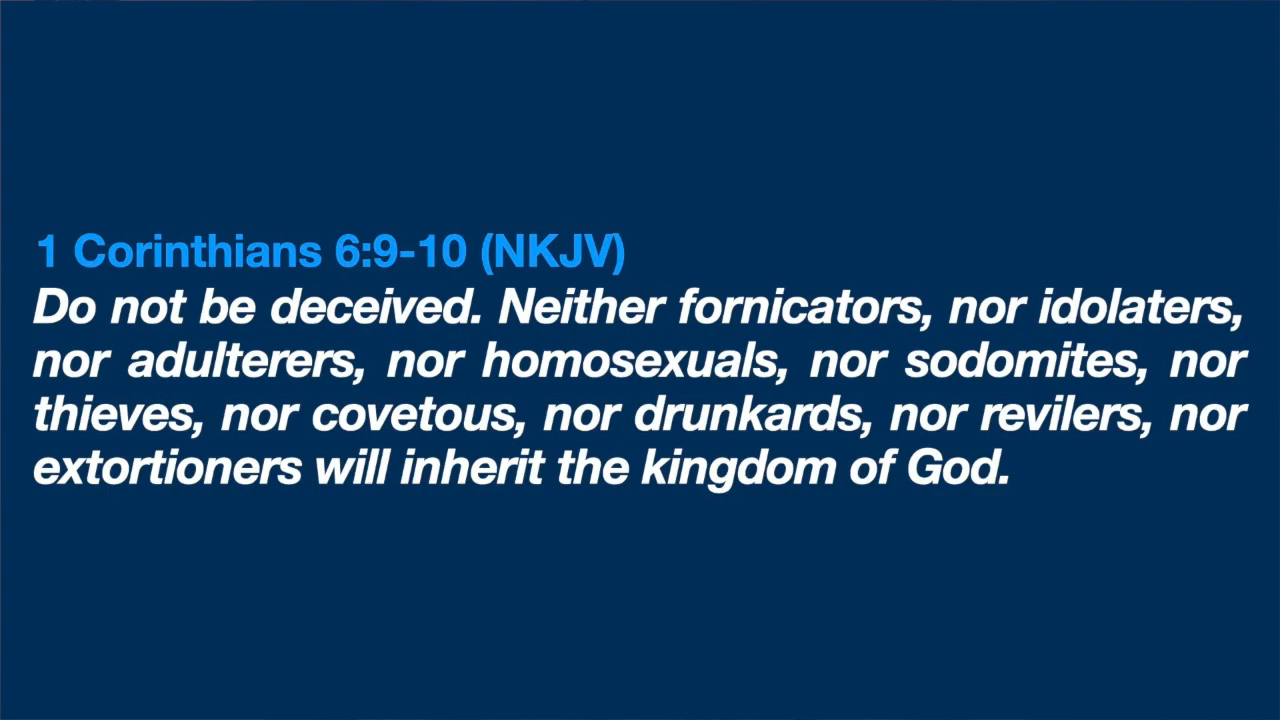 1 Corinthians 6:9-10 (NKJV)
Do not be deceived. Neither fornicators, nor idolaters,
nor adulterers, nor homosexuals, nor sodomites, nor
thieves, nor covetous, nor drunkards, nor revilers, nor
extortioners will inherit the kingdom of God.